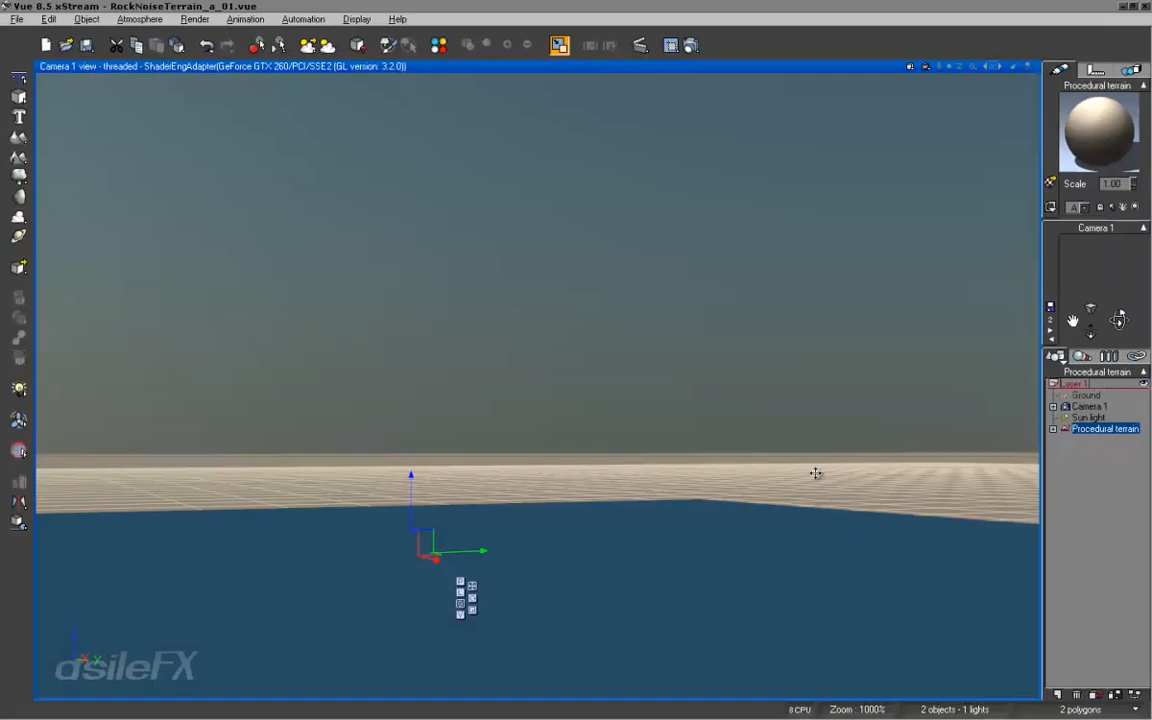 Vue 8.5 xStream - RockNoiseTerrain_a_01.vue
File Edit Object Atmosphere Render Animation Automation Display Help
Camera 1 view - threaded - ShaderEngAdapter(GeForce GTX 260/PCI/SSE2 (GL version: 3.2.0))
Procedural terrain
Scale 1.00
A
Camera 1
2
Procedural terrain
Layer 1
Ground
Camera 1
Sun light
Procedural terrain
asileFX
8 CPU Zoom : 1000% 2 objects - 1 lights 2 polygons